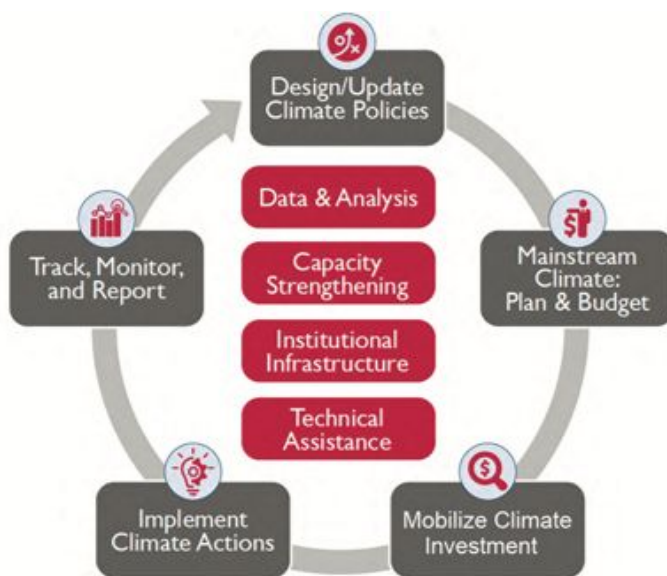 Design/Update
Climate Policies
Data & Analysis
Capacity
Strengthening
Institutional
Infrastructure
Technical
Assistance
Mainstream
Climate:
Plan & Budget
Mobilize Climate
Investment
Implement
Climate Actions
Track, Monitor,
and Report